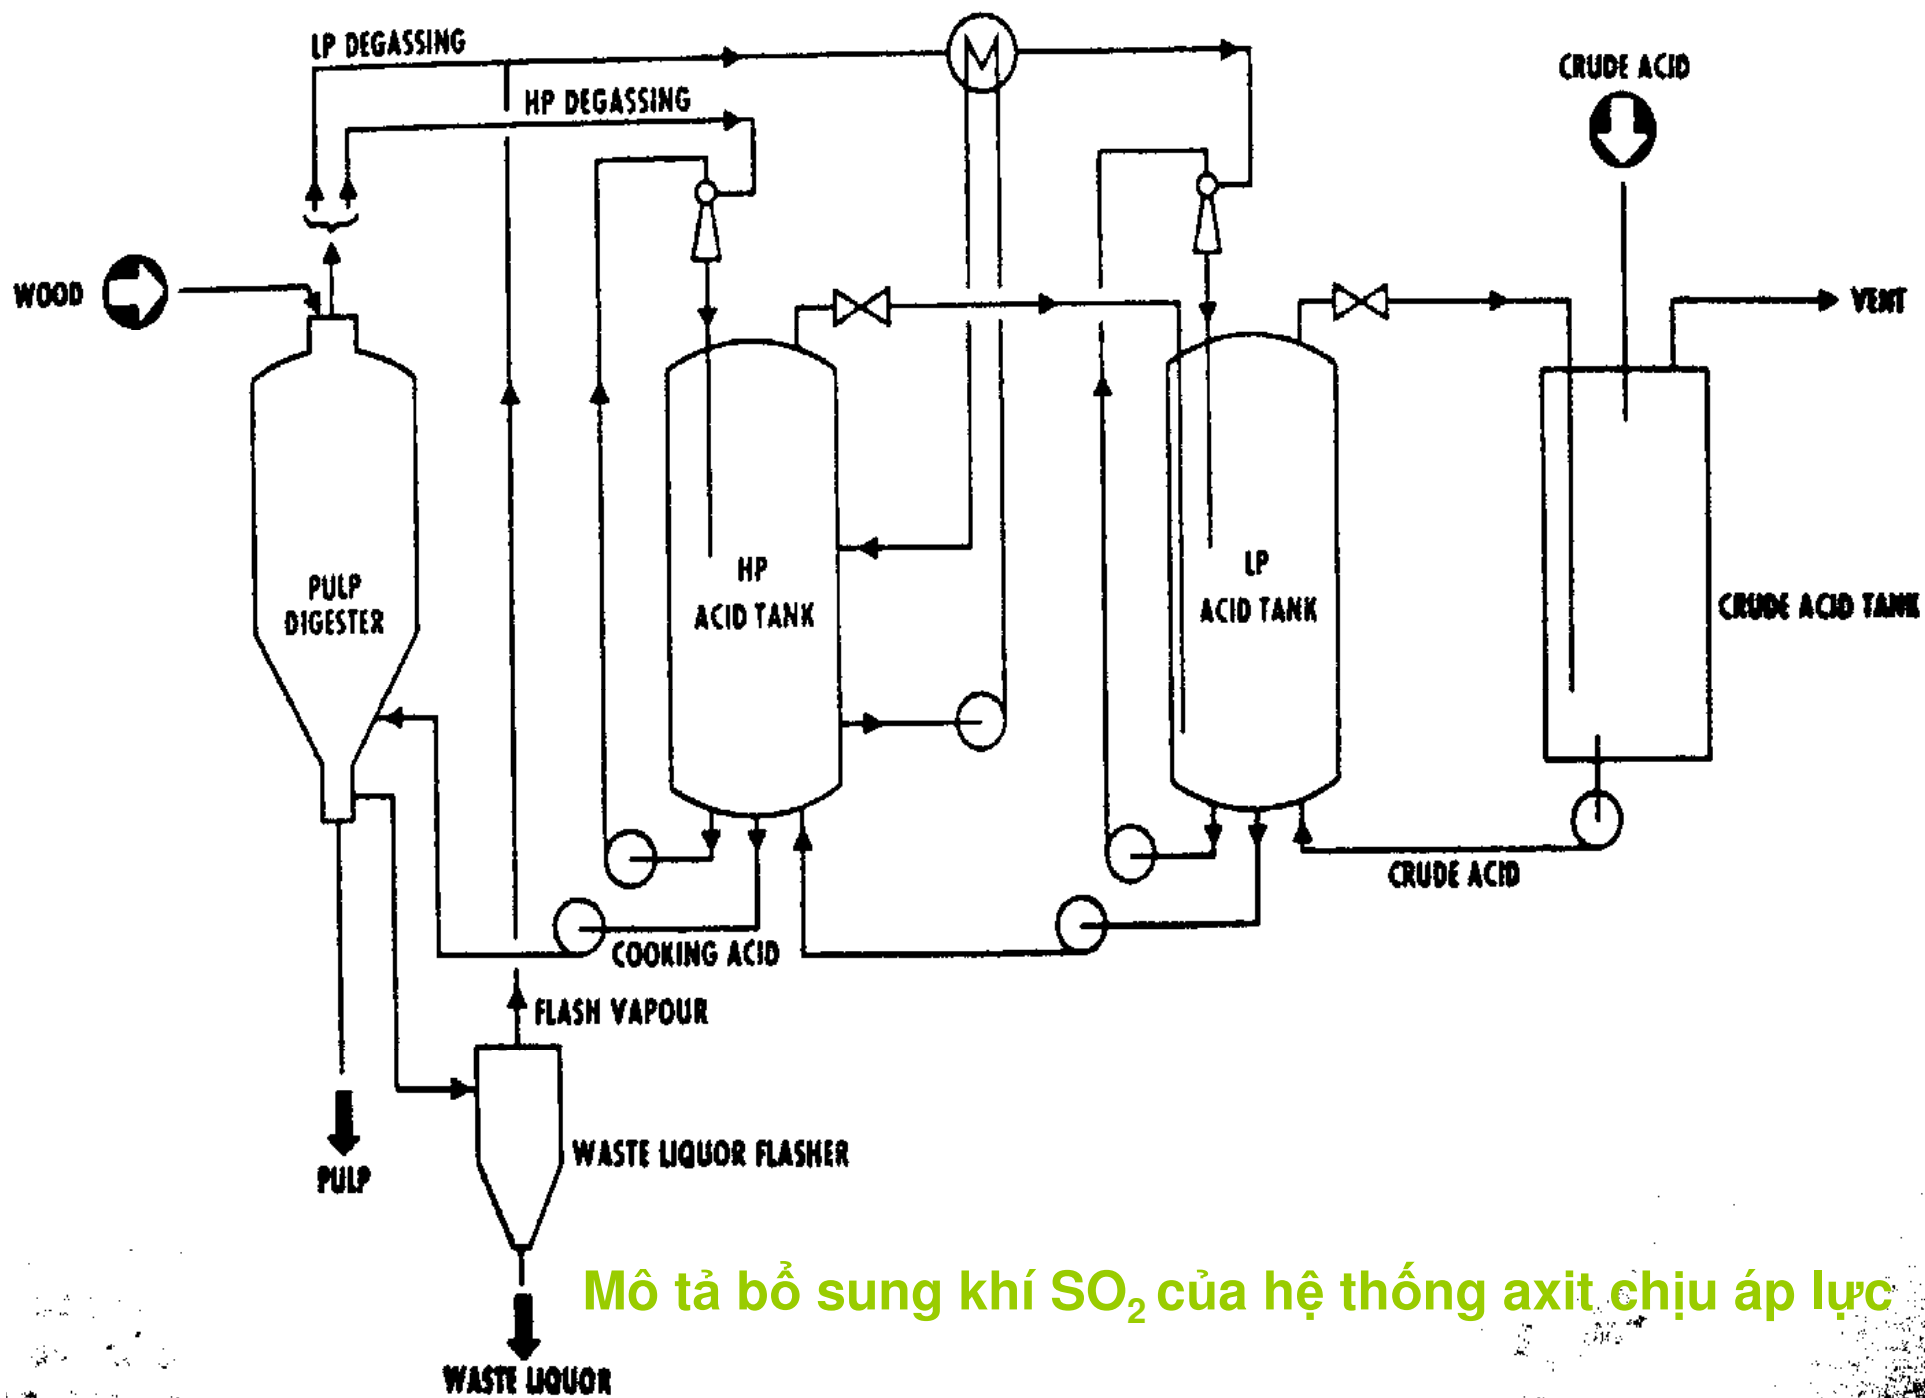 LP DEGASSING
HP DEGASSING
CRUDE ACID
WOOD
VENT
PULP
DIGESTER
HP
ACID TANK
LP
ACID TANK
CRUDE ACID TANK
CRUDE ACID
COOKING ACID
FLASH VAPOUR
WASTE LIQUOR FLASHER
PULP
Mô tả bổ sung khí SO₂ của hệ thống axit chịu áp lực
WASTE LIQUOR